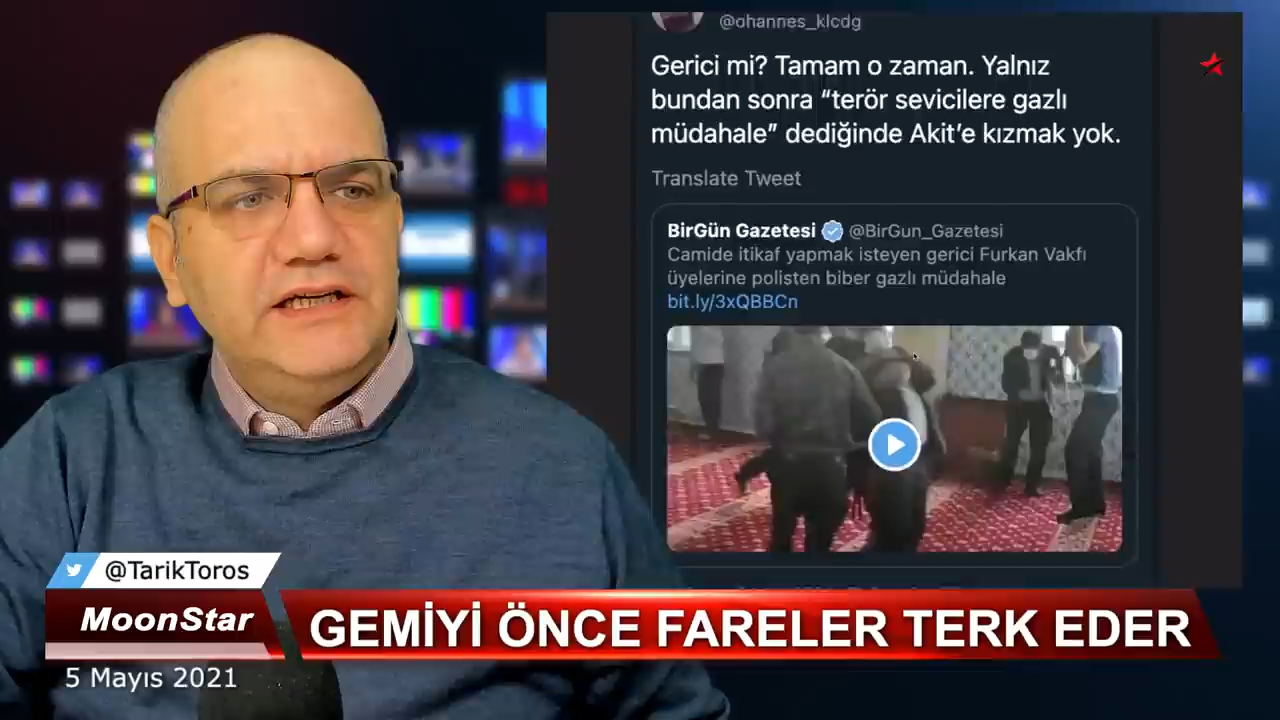 @ohannes_klcdg
Gerici mi? Tamam o zaman. Yalnız
bundan sonra “terör sevicilere gazlı
müdahale” dediğinde Akit’e kızmak yok.
Translate Tweet
BirGün Gazetesi @BirGun_Gazetesi
Camide itikaf yapmak isteyen gerici Furkan Vakfı
üyelerine polisten biber gazlı müdahale
bit.ly/3xQBBCn
@TarikToros
MoonStar
GEMİYİ ÖNCE FARELER TERK EDER
5 Mayıs 2021